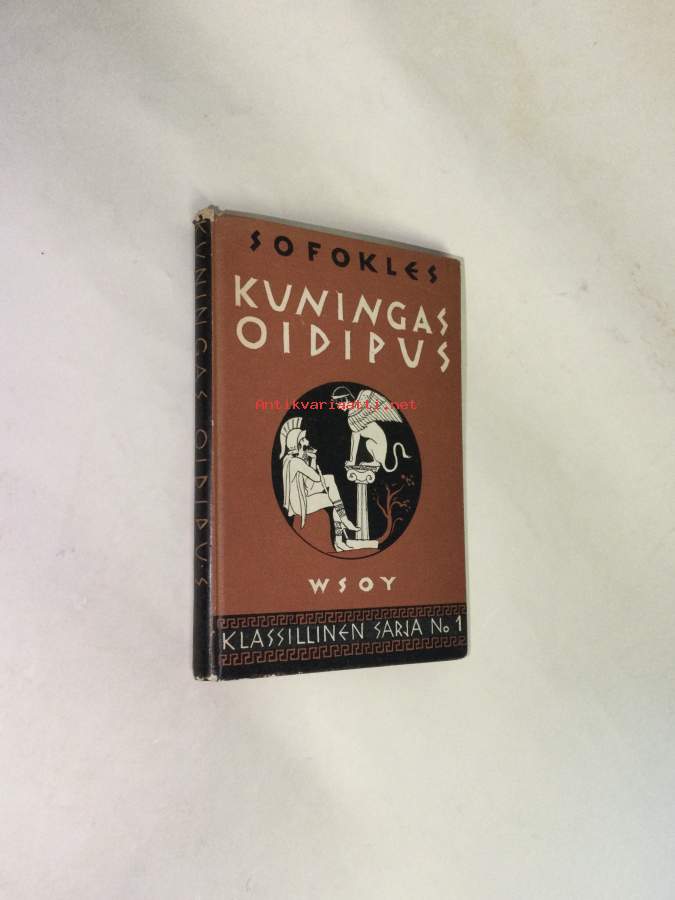 SOFOKLES
KUNINGAS
OIDIPUS
Antikvariaatti.net
WSOY
KLASSILLINEN SARJA No 1
KUNINGAS OIDIPUS